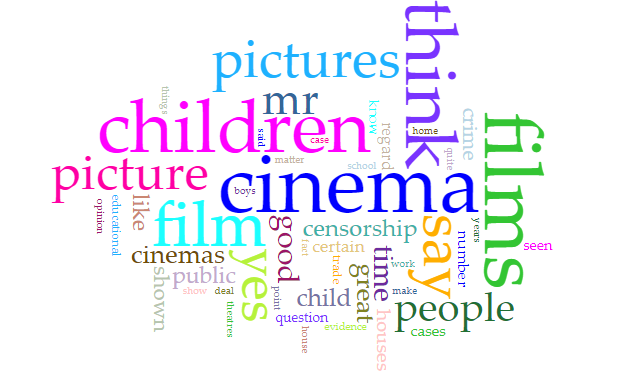 pictures
think
mr
things
children
said
case
know
regard
home
crime
quite
films
picture
matter
school
boys
cinema
opinion
educational
like
film
good
censorship
say
years
seen
cinemas
yes
fact
certain
time
number
shown
public
trade
great
work
show
deal
theatres
point
child
make
people
question
house
evidence
houses
cases